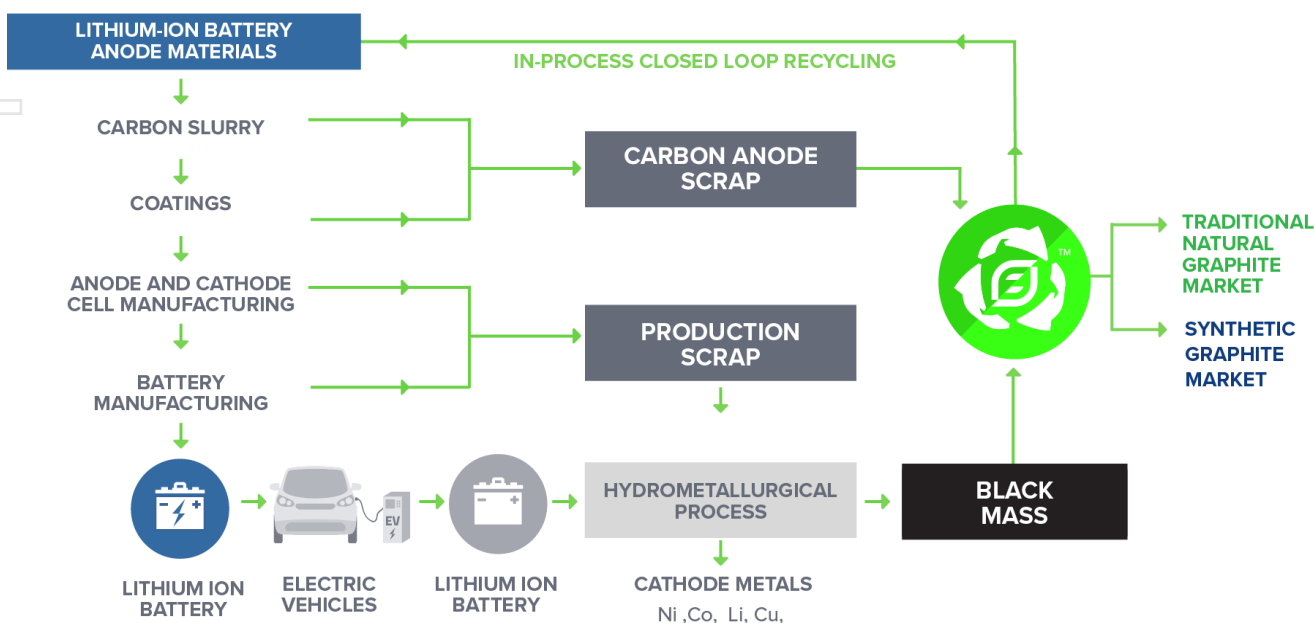 LITHIUM-ION BATTERY
ANODE MATERIALS
IN-PROCESS CLOSED LOOP RECYCLING
CARBON SLURRY
COATINGS
ANODE AND CATHODE
CELL MANUFACTURING
BATTERY
MANUFACTURING
CARBON ANODE
SCRAP
PRODUCTION
SCRAP
TM
TRADITIONAL
NATURAL
GRAPHITE
MARKET
SYNTHETIC
GRAPHITE
MARKET
EV
HYDROMETALLURGICAL
PROCESS
BLACK
MASS
LITHIUM ION
BATTERY
ELECTRIC
VEHICLES
LITHIUM ION
BATTERY
CATHODE METALS
Ni ,Co, Li, Cu,